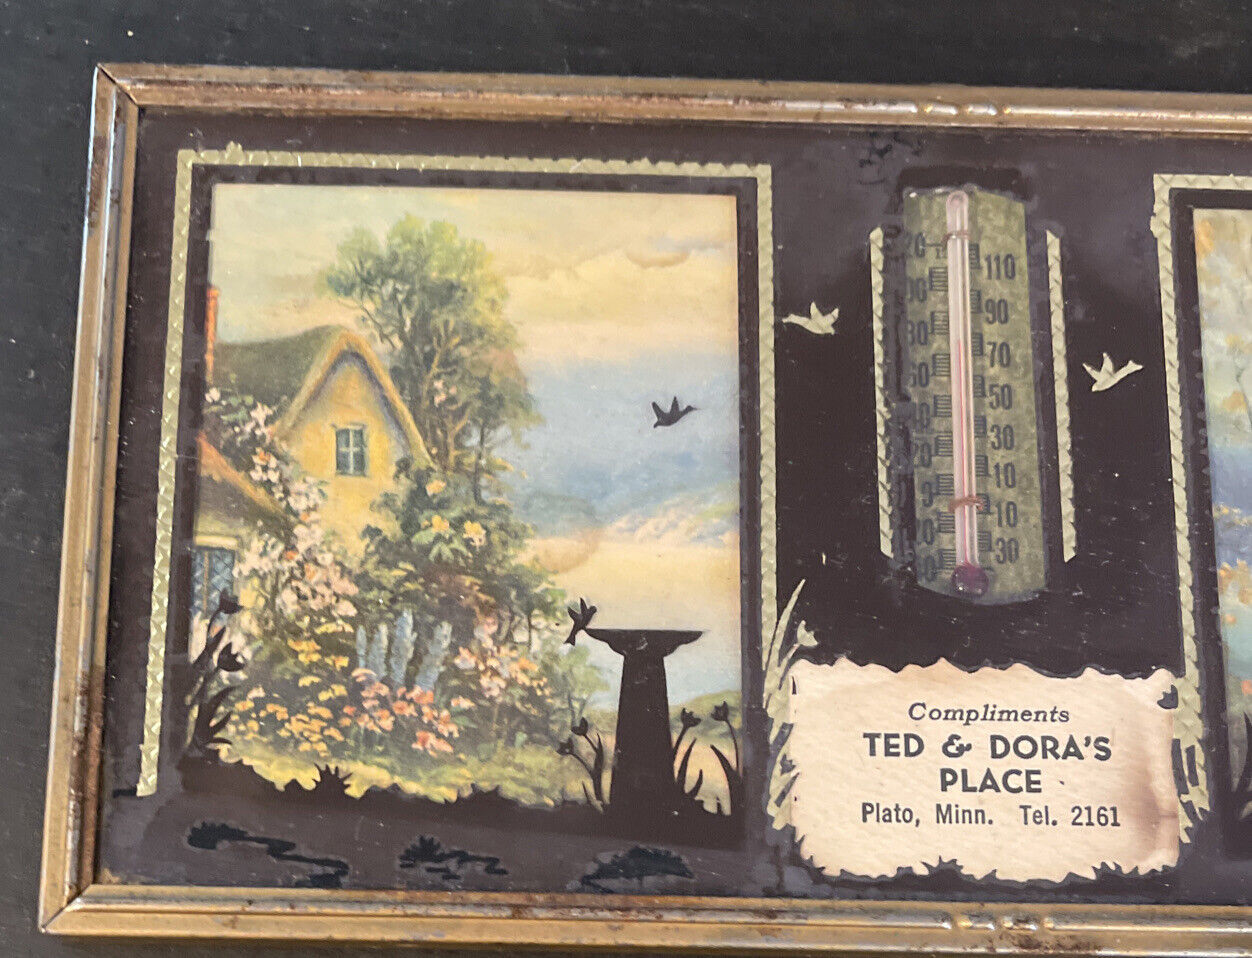 110
90
70
50
30
10
10
30
Compliments
TED & DORA'S
PLACE
Plato, Minn. Tel. 2161